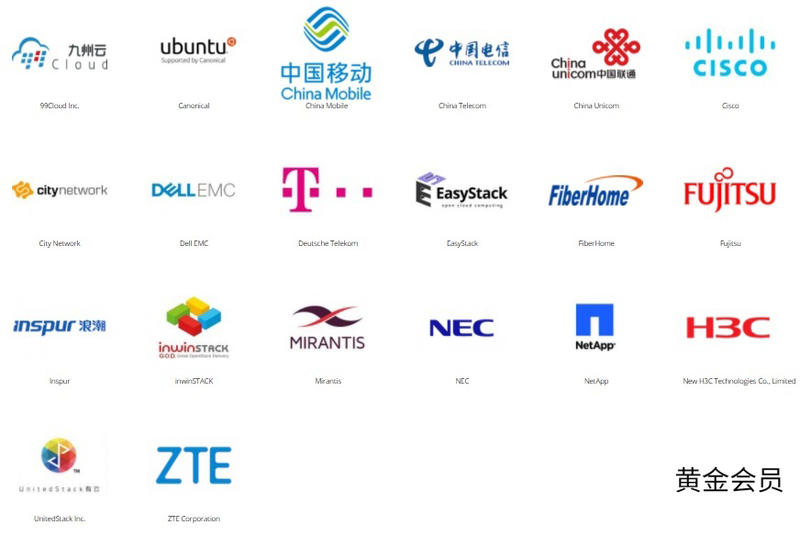 九州云
Cloud
99Cloud Inc.
ubuntu
Supported by Canonical
Canonical
中国移动
China Mobile
China Mobile
中国电信
CHINA TELECOM
China Telecom
China
unicom中国联通
China Unicom
CISCO
Cisco
citynetwork
City Network
DELLEMC
Dell EMC
T
Deutsche Telekom
EasyStack
open cloud computing
EasyStack
FiberHome
FiberHome
FUJITSU
Fujitsu
inspur 浪潮
Inspur
inwinSTACK
G.O.D. Great OpenStack Delivery
inwinSTACK
MIRANTIS
Mirantis
NEC
NEC
NetApp
NetApp
H3C
New H3C Technologies Co., Limited
TM
UnitedStack有云
UnitedStack Inc.
ZTE
ZTE Corporation
黄金会员